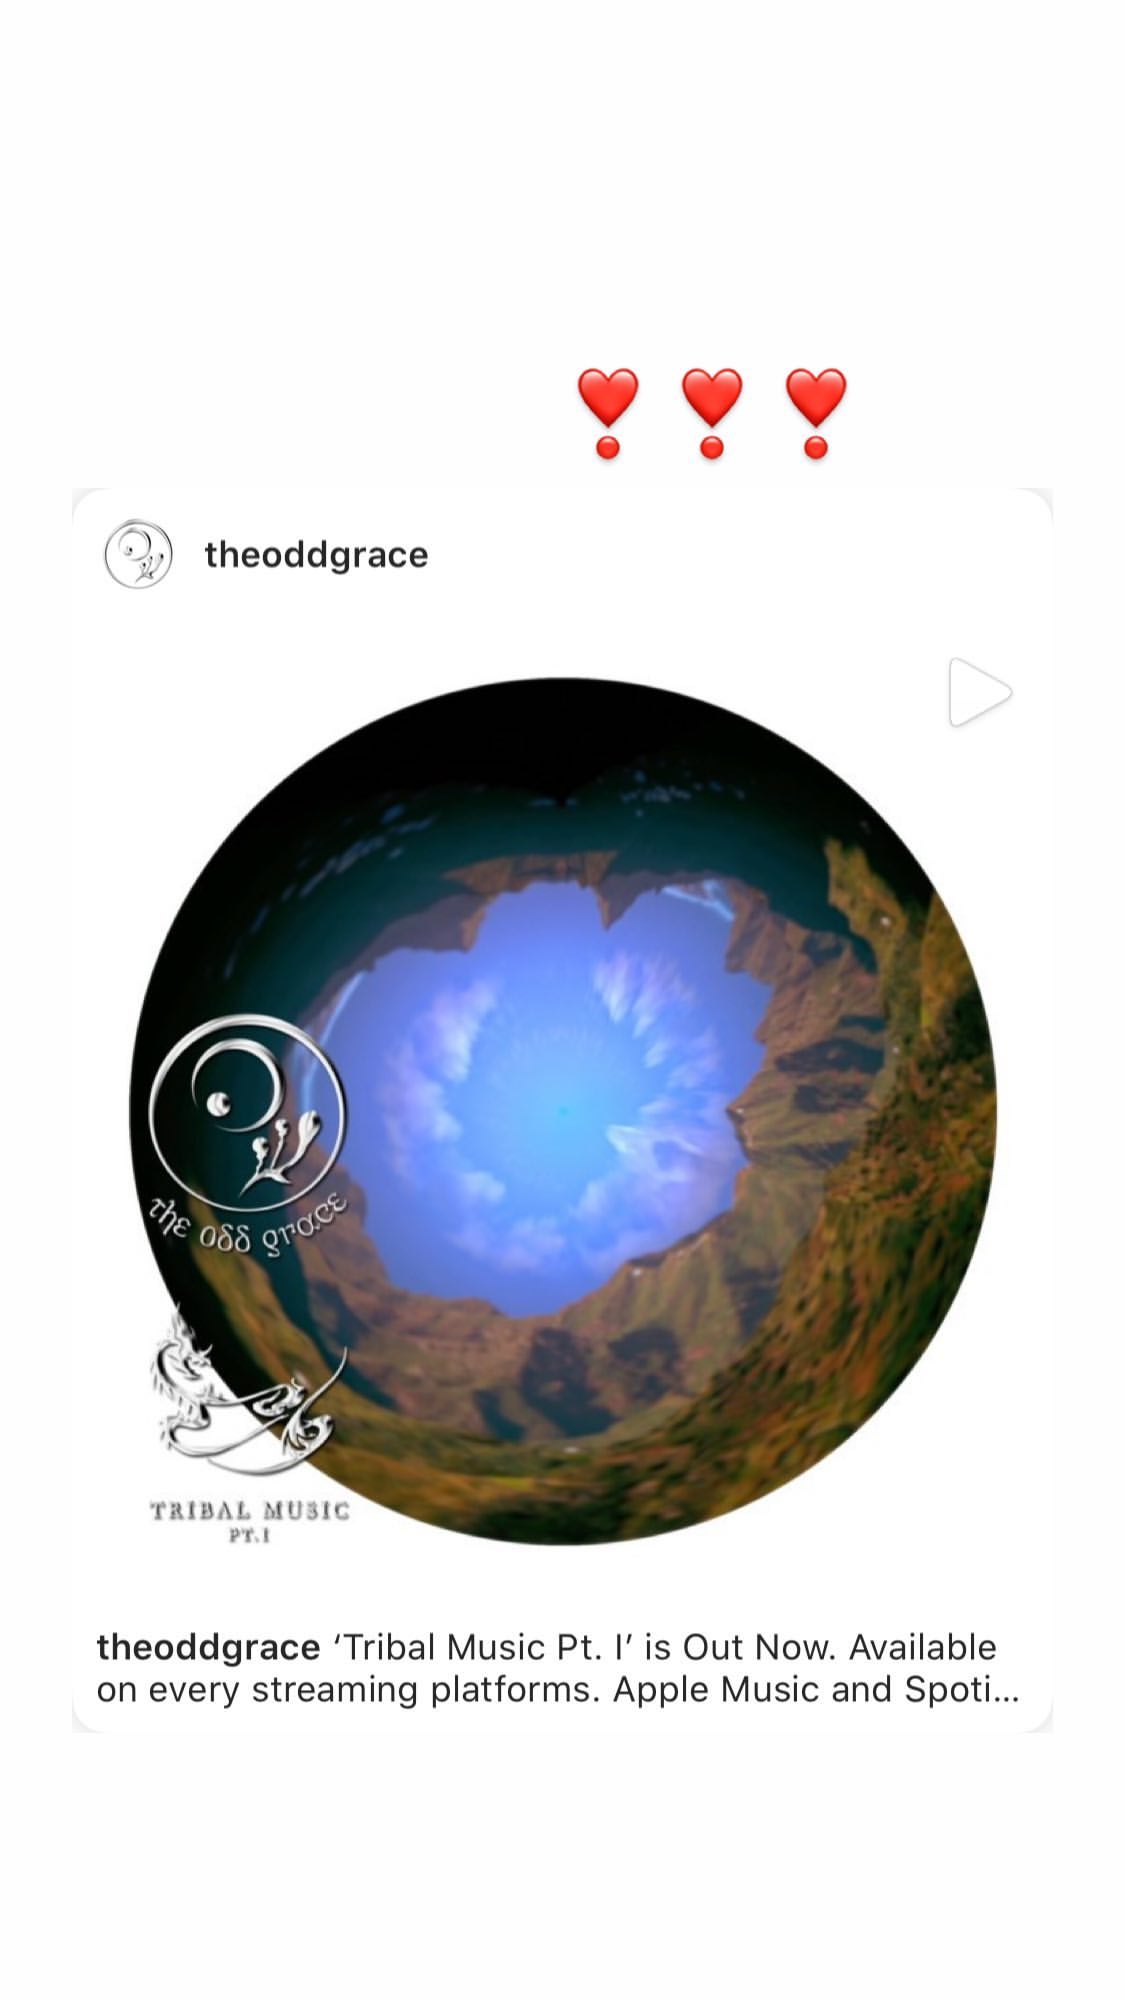 ❣️ ❣️ ❣️
theoddgrace
the odd grace
TRIBAL MUSIC
PT.I
theoddgrace ‘Tribal Music Pt. I’ is Out Now. Available
on every streaming platforms. Apple Music and Spoti...